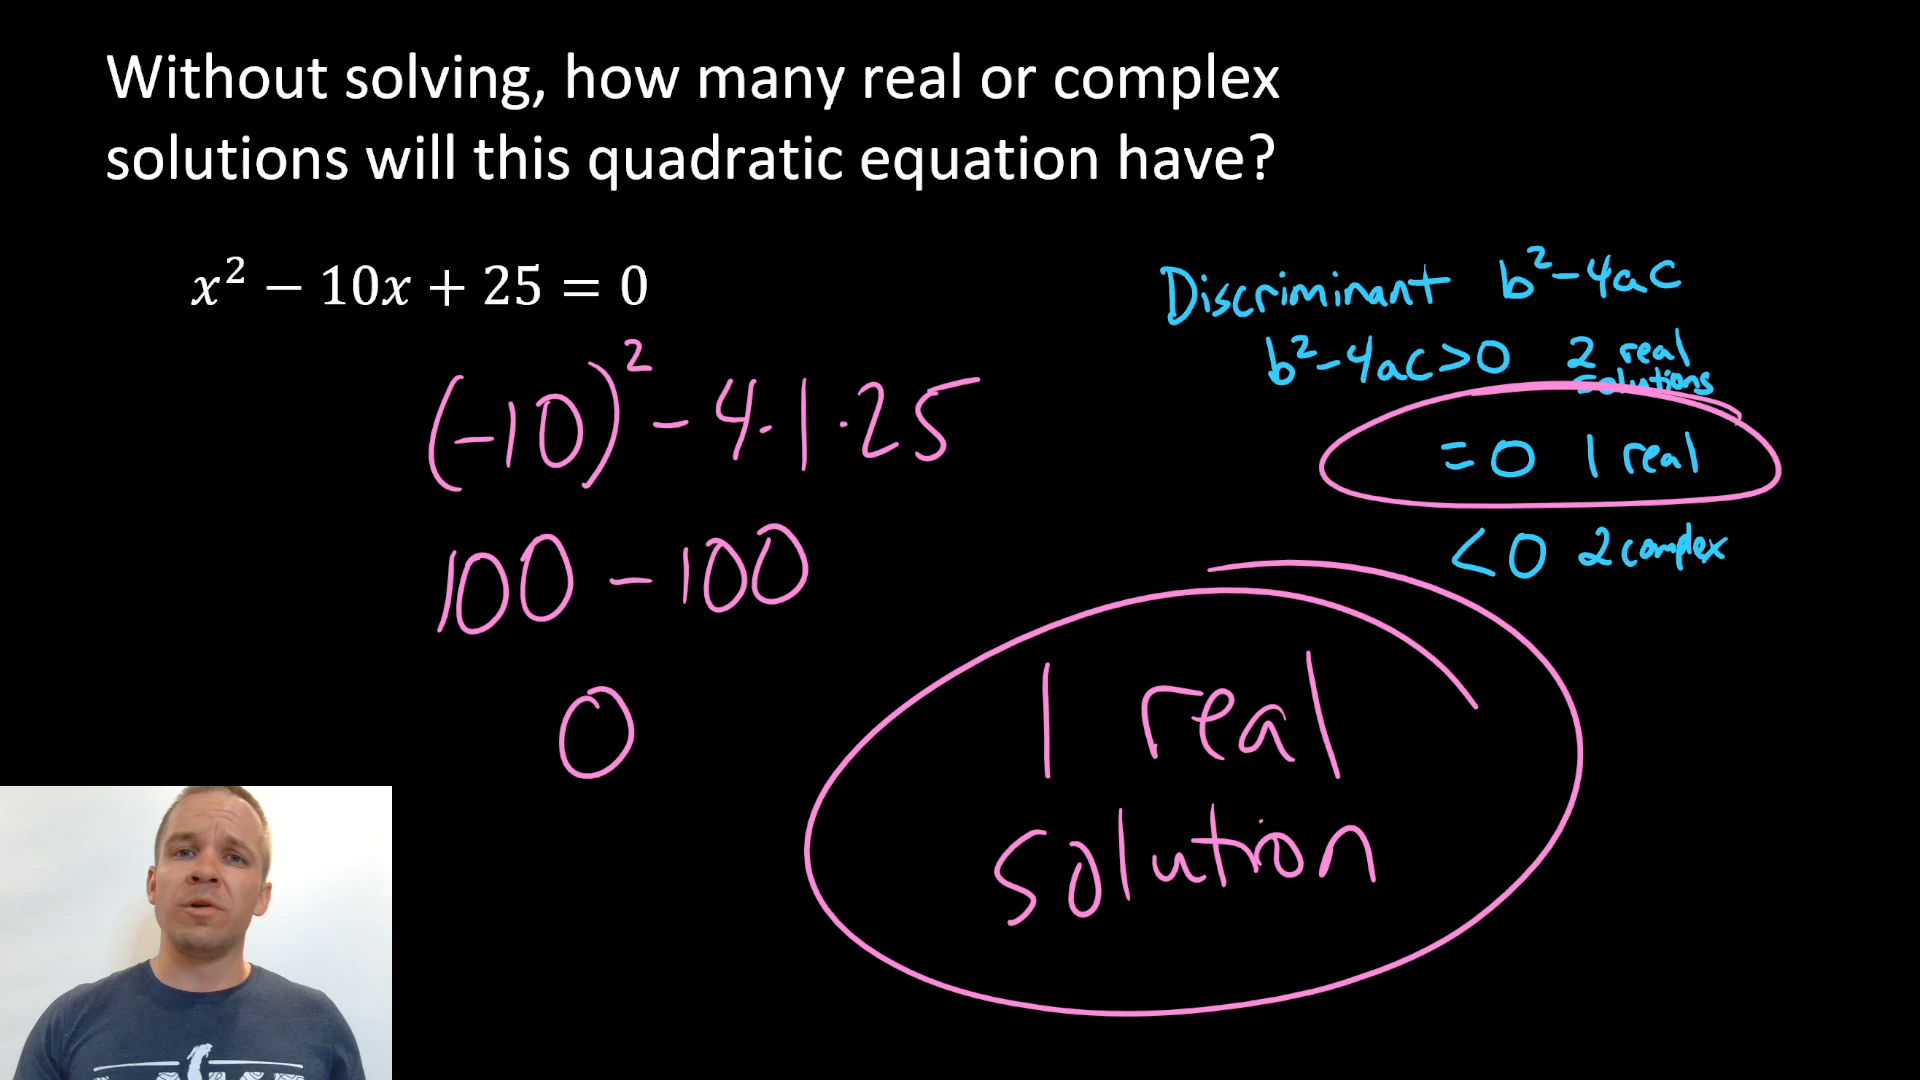 Without solving, how many real or complex
solutions will this quadratic equation have?
x² − 10x + 25 = 0
Discriminant b²-4ac
b²-4ac>0 2 real
solutions
=0 1 real
<0 2 complex
(-10)² - 4·1·25
100 - 100
0
1 real
solution